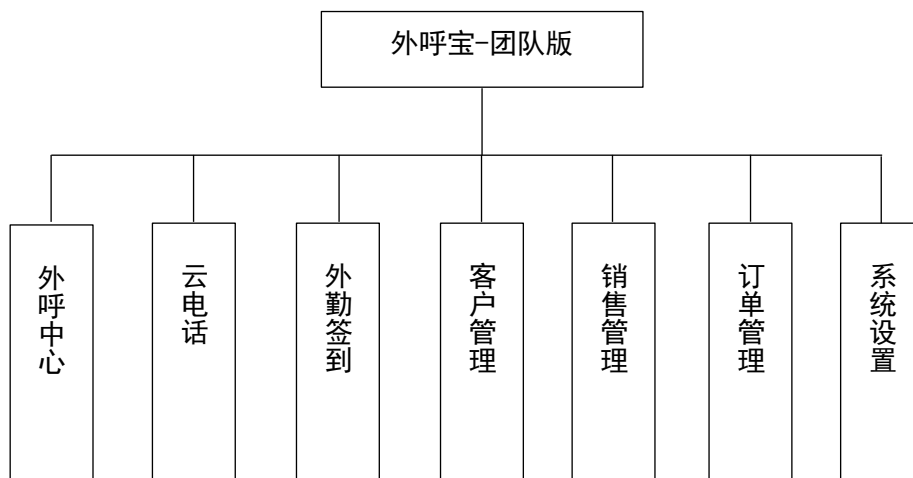 外呼宝-团队版
外呼中心
云电话
外勤签到
客户管理
销售管理
订单管理
系统设置